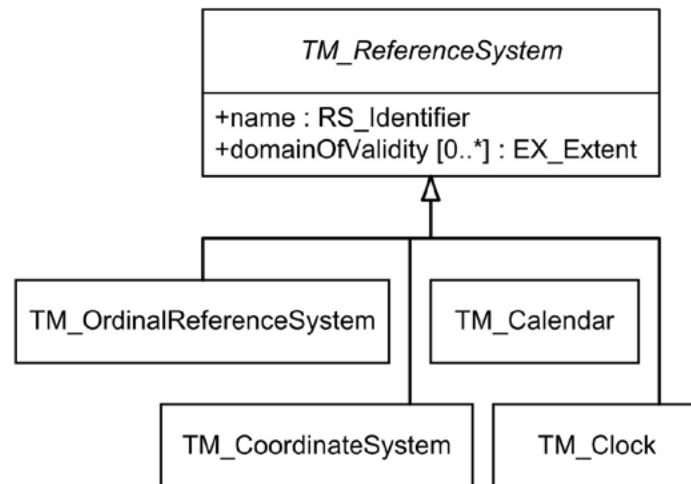 TM_ReferenceSystem
+name : RS_Identifier
+domainOfValidity [0..*] : EX_Extent
TM_OrdinalReferenceSystem
TM_Calendar
TM_CoordinateSystem
TM_Clock